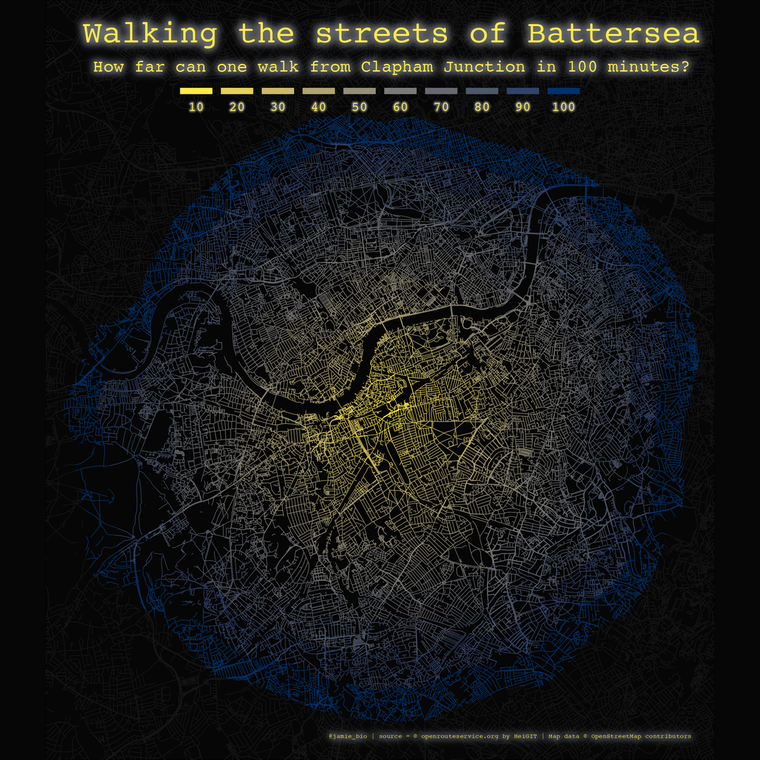 Walking the streets of Battersea
How far can one walk from Clapham Junction in 100 minutes?
10 20 30 40 50 60 70 80 90 100
#jamie_bio | source - © openrouteservice.org by HeiGIT | Map data © OpenStreetMap contributors